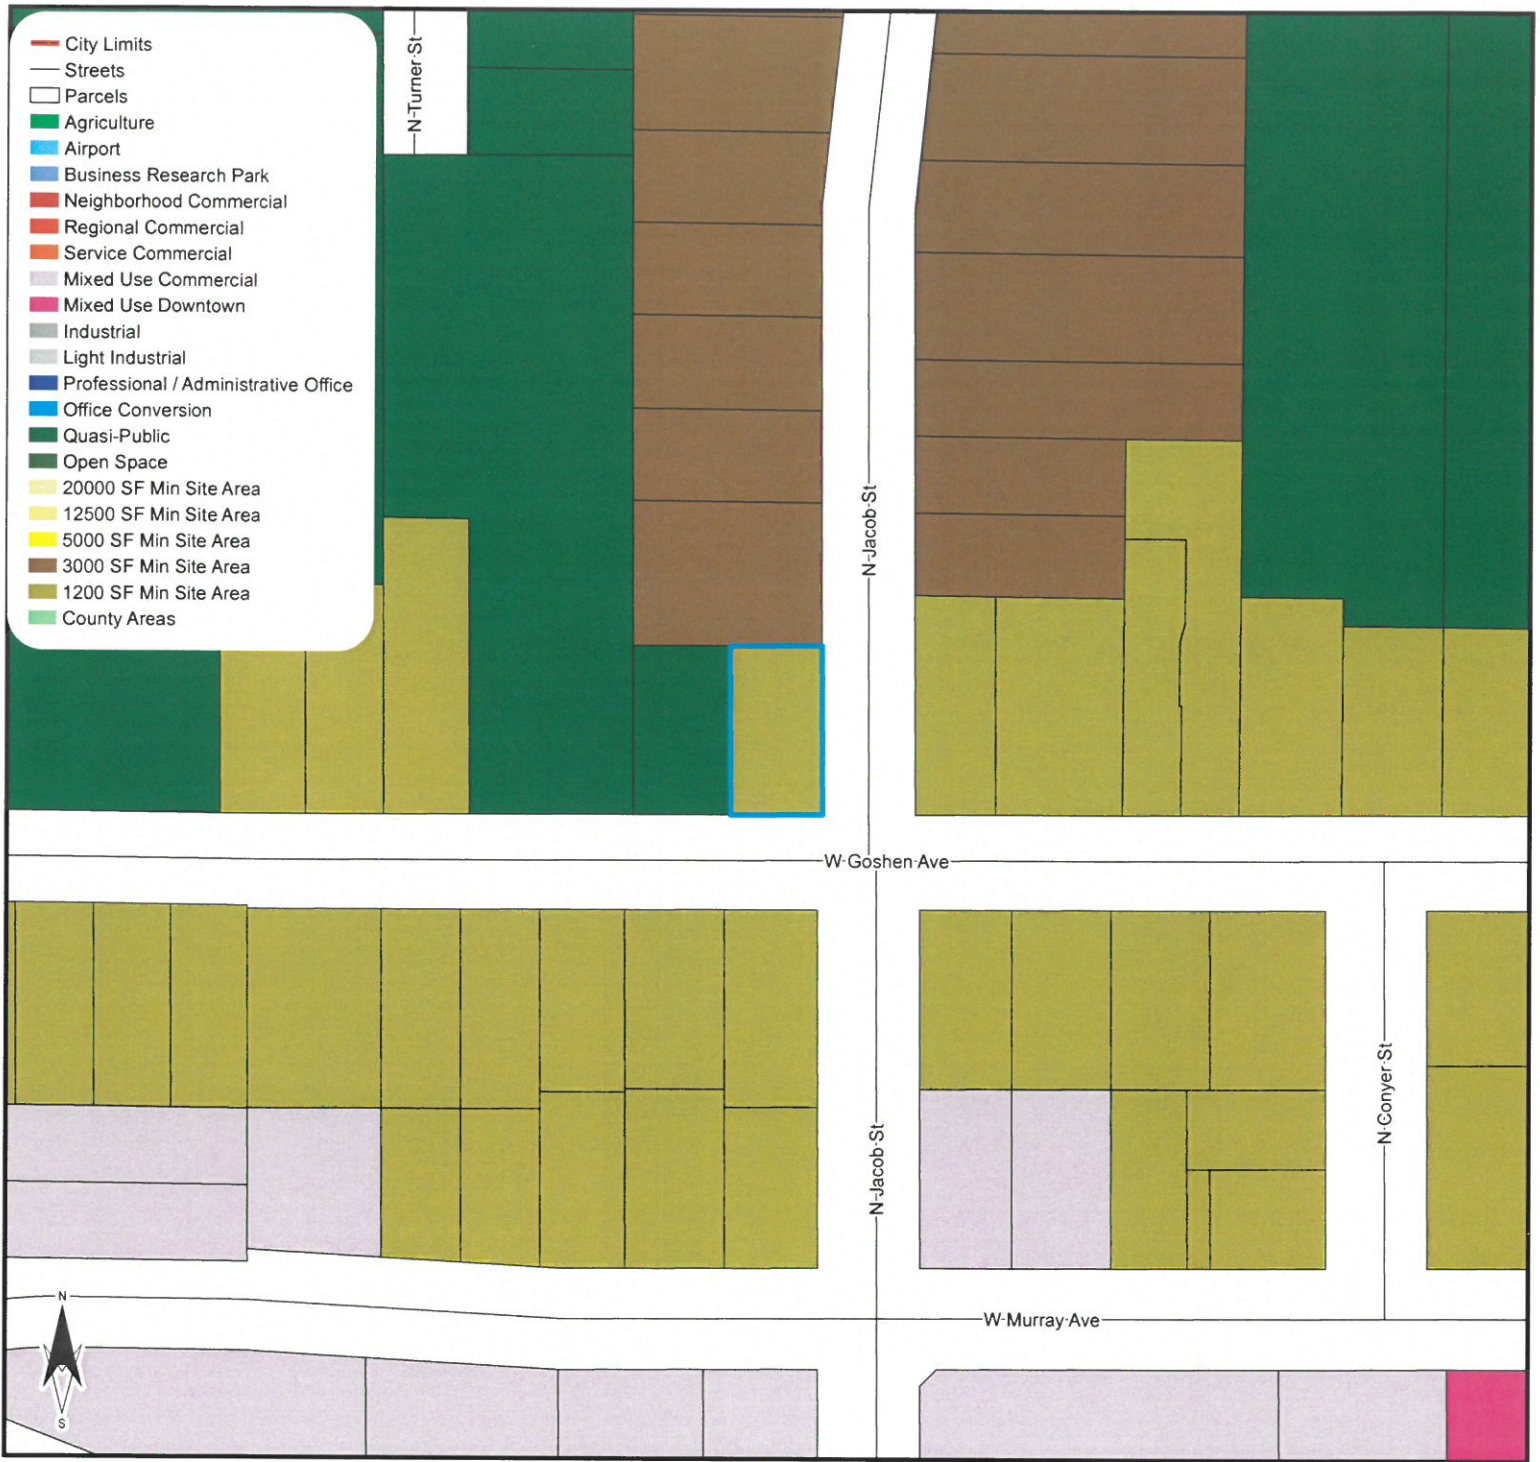 City Limits
Streets
Parcels
Agriculture
Airport
Business Research Park
Neighborhood Commercial
Regional Commercial
Service Commercial
Mixed Use Commercial
Mixed Use Downtown
Industrial
Light Industrial
Professional / Administrative Office
Office Conversion
Quasi-Public
Open Space
20000 SF Min Site Area
12500 SF Min Site Area
5000 SF Min Site Area
3000 SF Min Site Area
1200 SF Min Site Area
County Areas
N Turner St
N Jacob St
W Goshen Ave
N Jacob St
N Conyer St
W Murray Ave
N
S